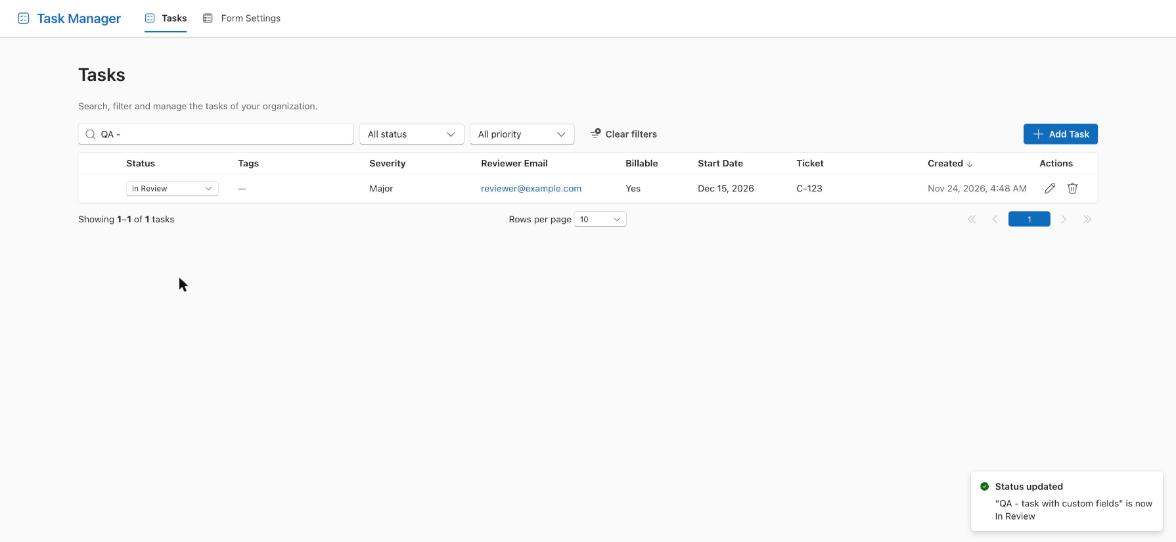 Task Manager Tasks Form Settings
Tasks
Search, filter and manage the tasks of your organization.
QA - All status All priority Clear filters Add Task
Status Tags Severity Reviewer Email Billable Start Date Ticket Created ↓ Actions
In Review — Major reviewer@example.com Yes Dec 15, 2026 C-123 Nov 24, 2026, 4:48 AM
Showing 1–1 of 1 tasks Rows per page 10 1
Status updated
"QA - task with custom fields" is now
In Review